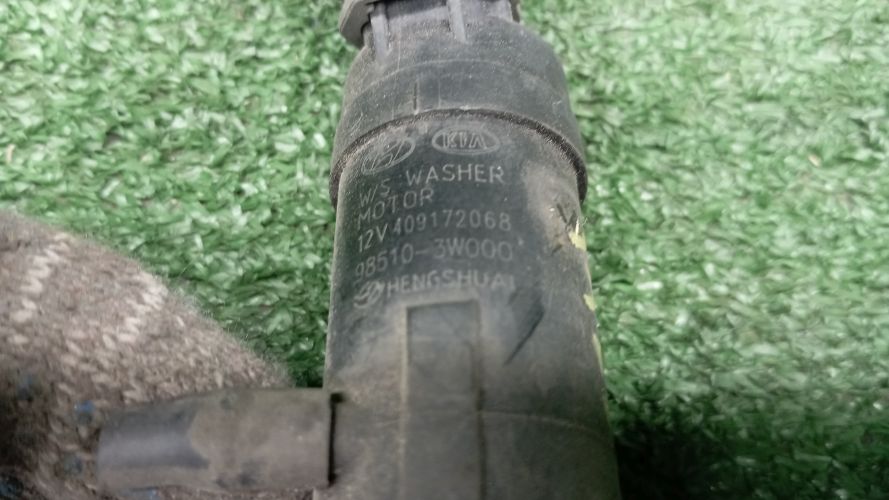 KIA
W/S WASHER
MOTOR
12V 409172068
98510-3W000
HENGSHUAI